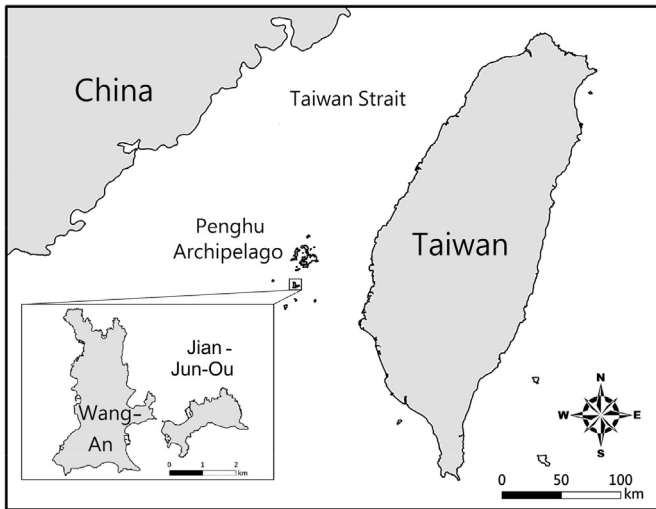 China
Taiwan Strait
Penghu
Archipelago
Taiwan
Jian -
Jun-Ou
Wang-
An
0 1 2
km
N
W E
S
0 50 100
km